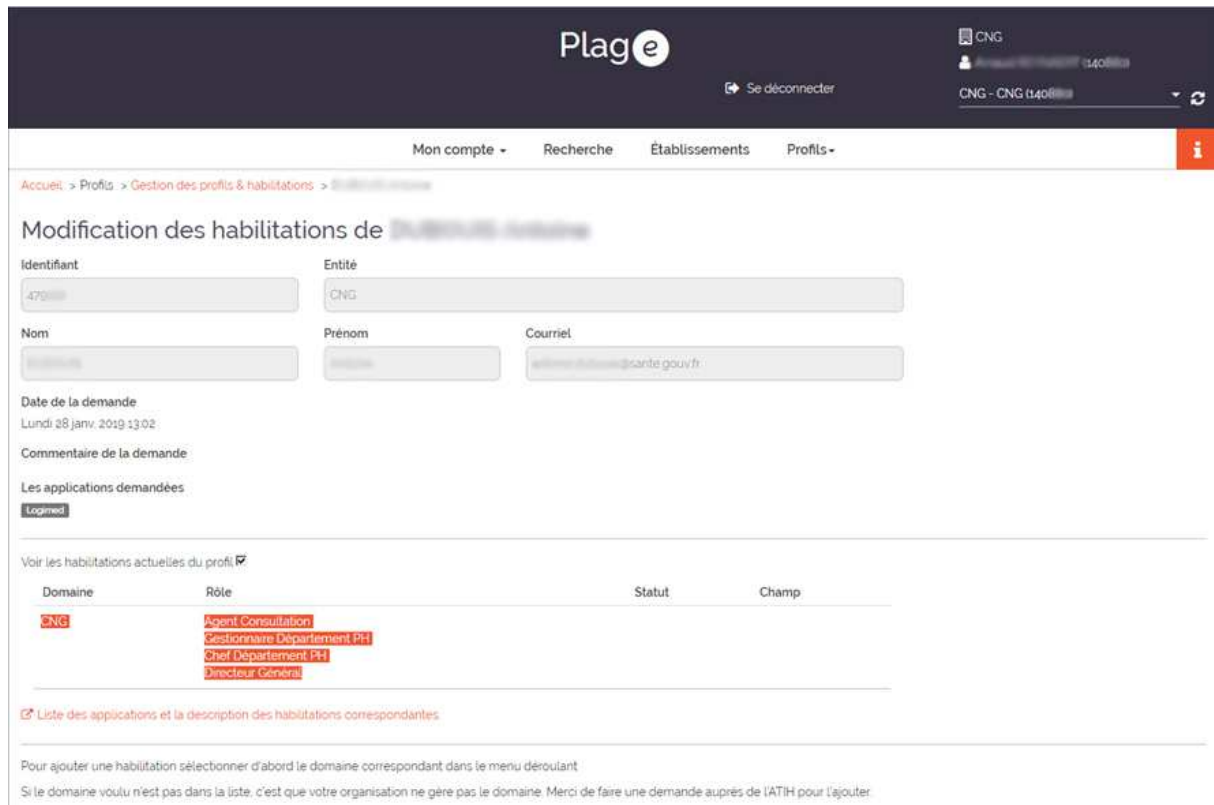 Plage
CNG
(140
Se déconnecter
CNG - CNG (140
Mon compte
Recherche
Établissements
Profils
i
Accueil > Profils > Gestion des profils & habilitations >
Modification des habilitations de
Identifiant
Entité
479
CNG
Nom
Prénom
Courriel
@sante.gouv.fr
Date de la demande
Lundi 28 janv. 2019 13:02
Commentaire de la demande
Les applications demandées
Logimed
Voir les habilitations actuelles du profil
Domaine
Rôle
Statut
Champ
CNG
Agent Consultation
Gestionnaire Département PH
Chef Département PH
Directeur Général
Liste des applications et la description des habilitations correspondantes.
Pour ajouter une habilitation sélectionner d'abord le domaine correspondant dans le menu déroulant
Si le domaine voulu n'est pas dans la liste, c'est que votre organisation ne gère pas le domaine. Merci de faire une demande auprès de l'ATIH pour l'ajouter.